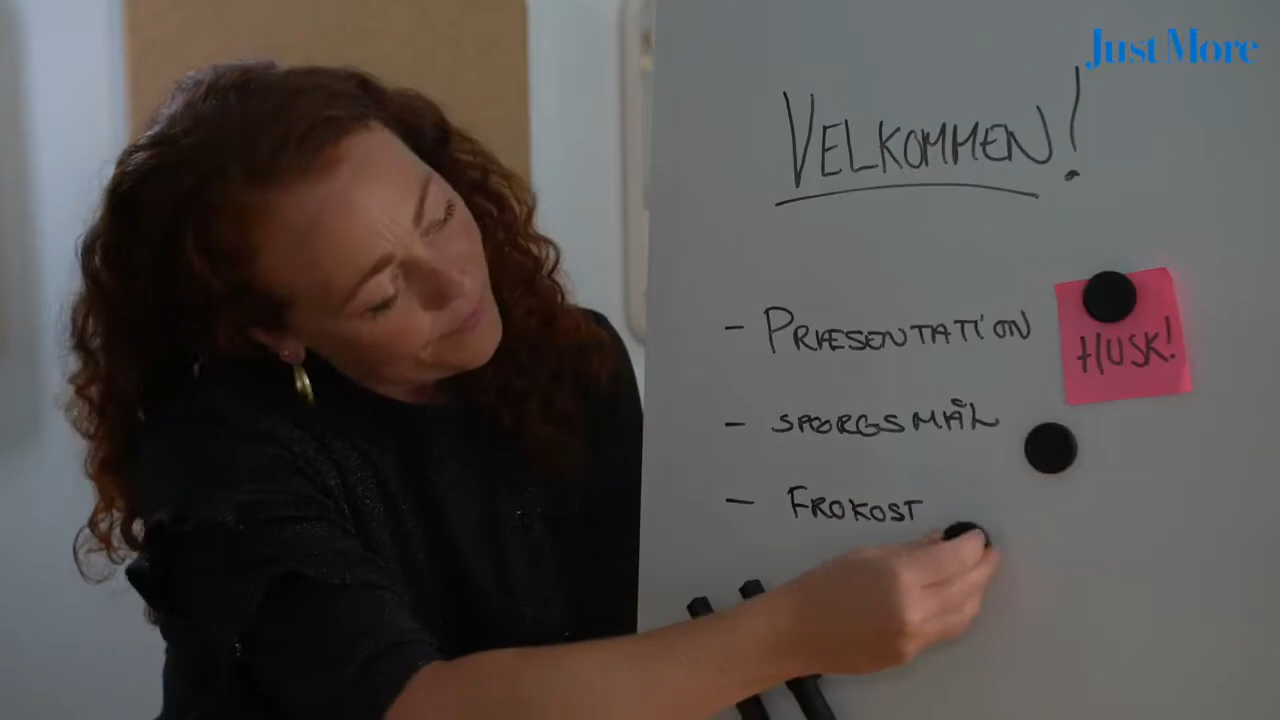 Just More
VELKOMMEN!
- PRÆSENTATION
HUSK!
- SPØRGSMÅL
- FROKOST